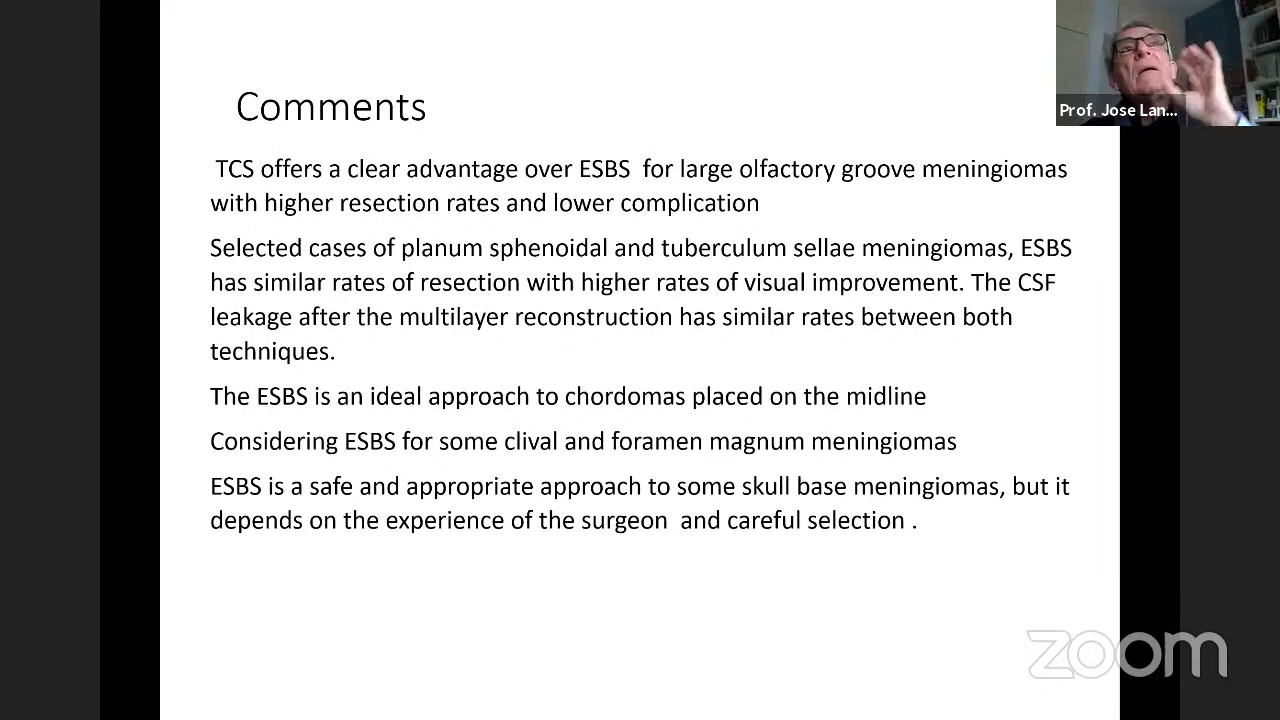 Comments
TCS offers a clear advantage over ESBS for large olfactory groove meningiomas
with higher resection rates and lower complication
Selected cases of planum sphenoidal and tuberculum sellae meningiomas, ESBS
has similar rates of resection with higher rates of visual improvement. The CSF
leakage after the multilayer reconstruction has similar rates between both
techniques.
The ESBS is an ideal approach to chordomas placed on the midline
Considering ESBS for some clival and foramen magnum meningiomas
ESBS is a safe and appropriate approach to some skull base meningiomas, but it
depends on the experience of the surgeon and careful selection .
Prof. Jose Lan...
zoom